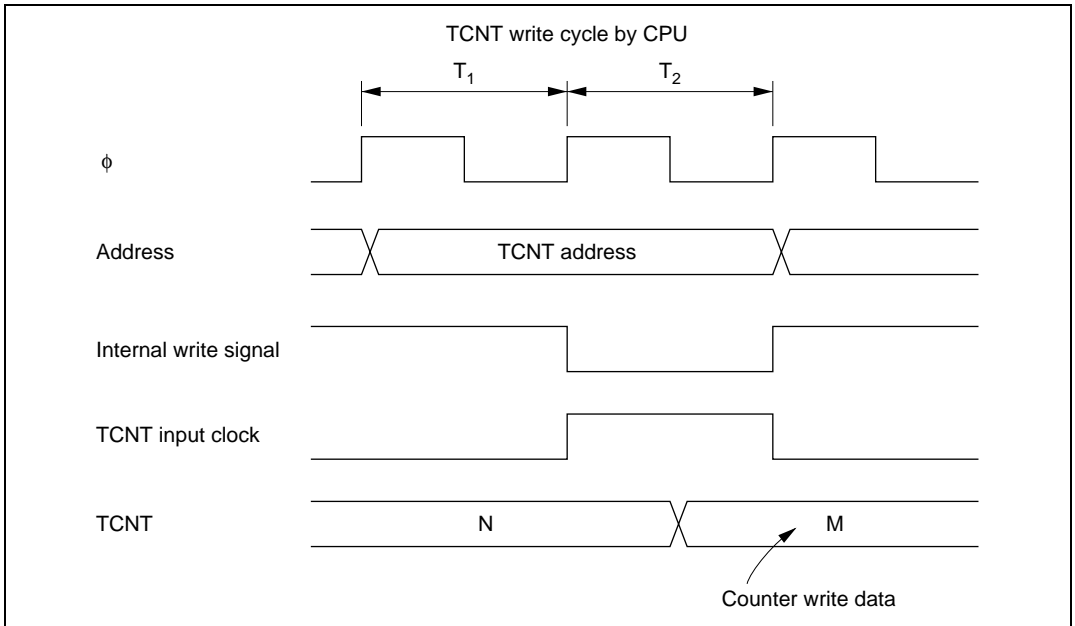 TCNT write cycle by CPU
T1 T2
ϕ
Address TCNT address
Internal write signal
TCNT input clock
TCNT N M
Counter write data